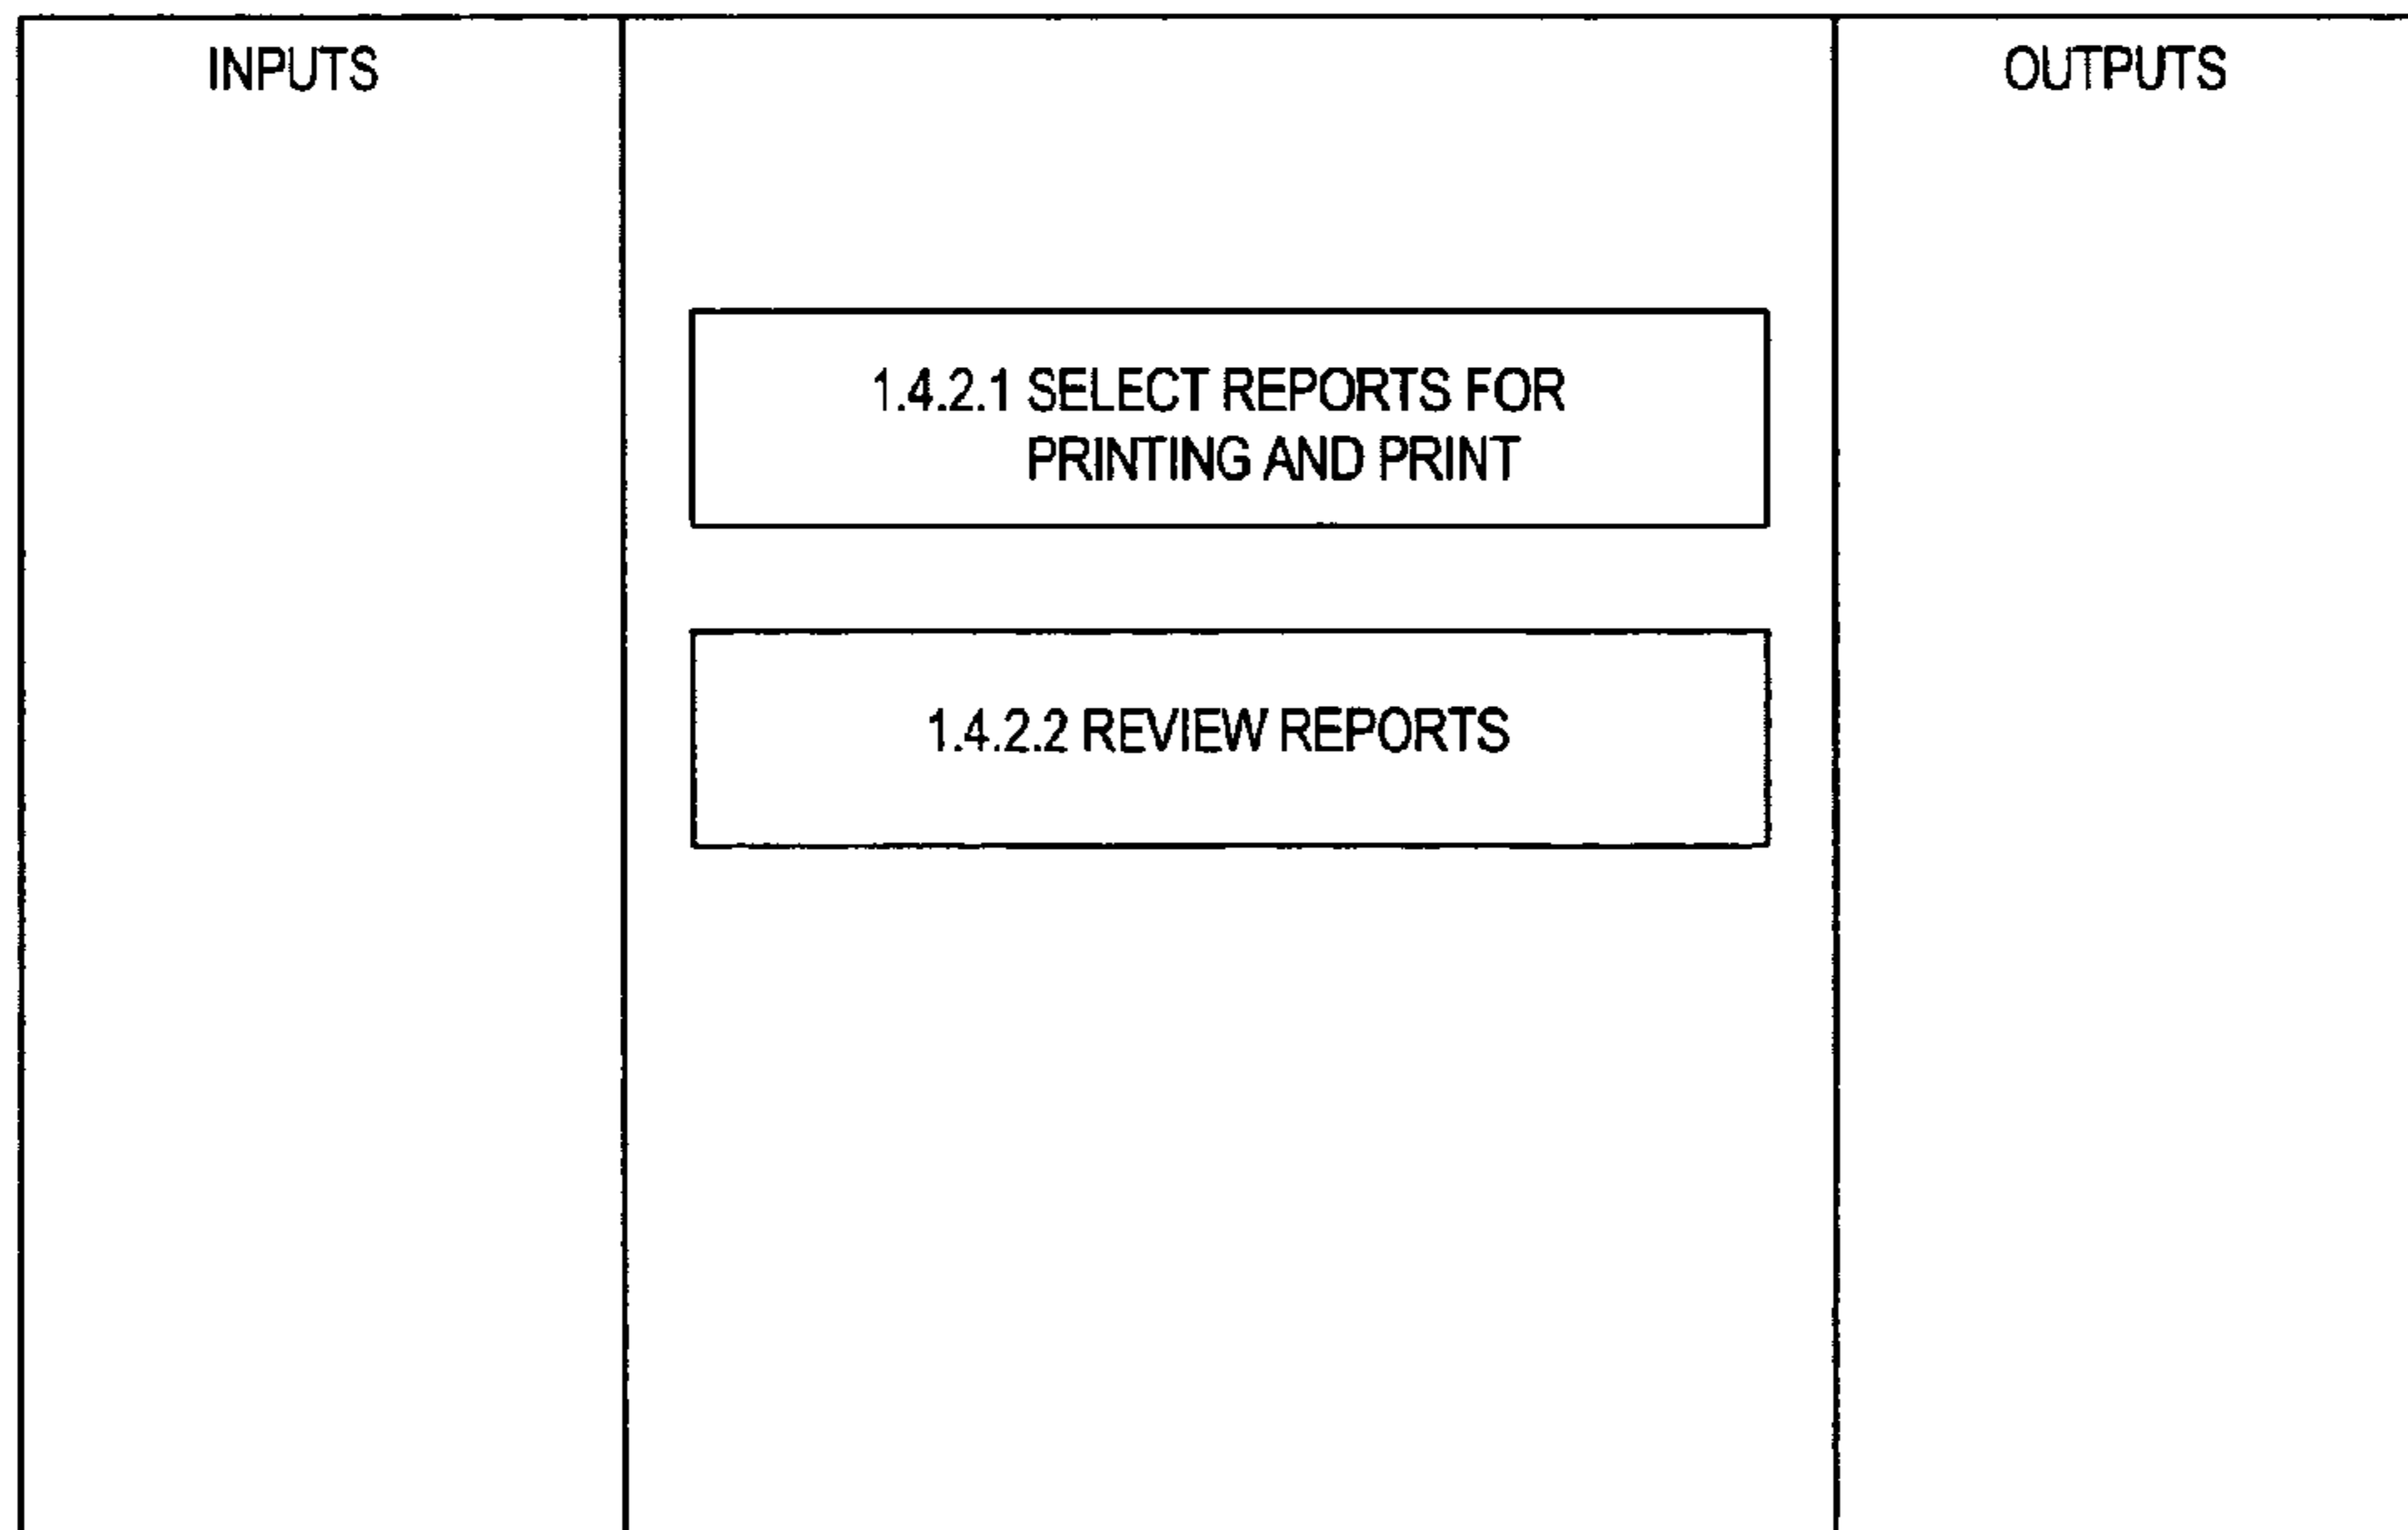 INPUTS
OUTPUTS
1.4.2.1 SELECT REPORTS FOR
PRINTING AND PRINT
1.4.2.2 REVIEW REPORTS